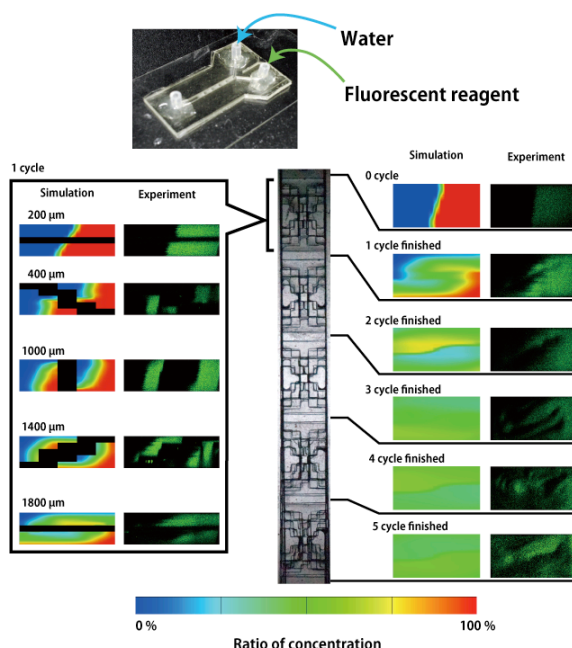 Water
Fluorescent reagent
1 cycle
Simulation Experiment
200 μm
400 μm
1000 μm
1400 μm
1800 μm
Simulation Experiment
0 cycle
1 cycle finished
2 cycle finished
3 cycle finished
4 cycle finished
5 cycle finished
0 % 100 %
Ratio of concentration